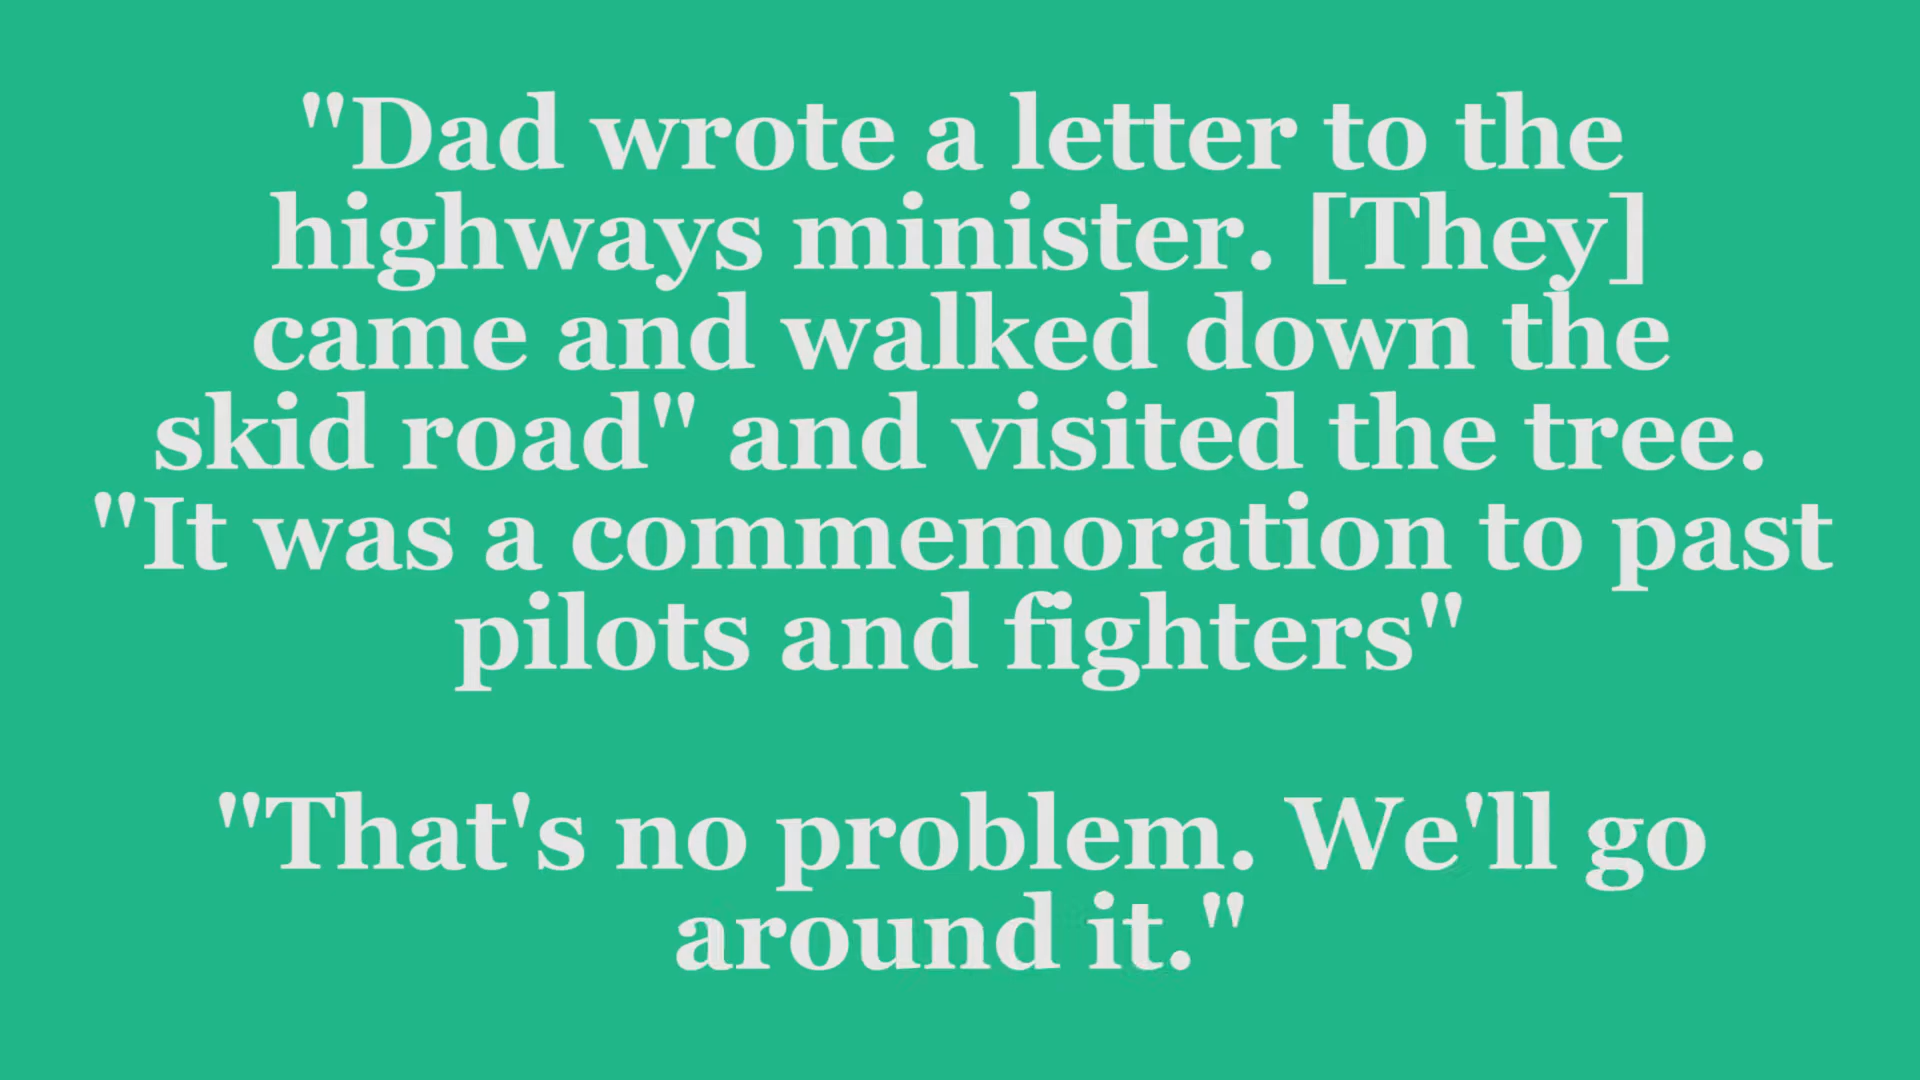 "Dad wrote a letter to the
highways minister. [They]
came and walked down the
skid road" and visited the tree.
"It was a commemoration to past
pilots and fighters"
"That's no problem. We'll go
around it."